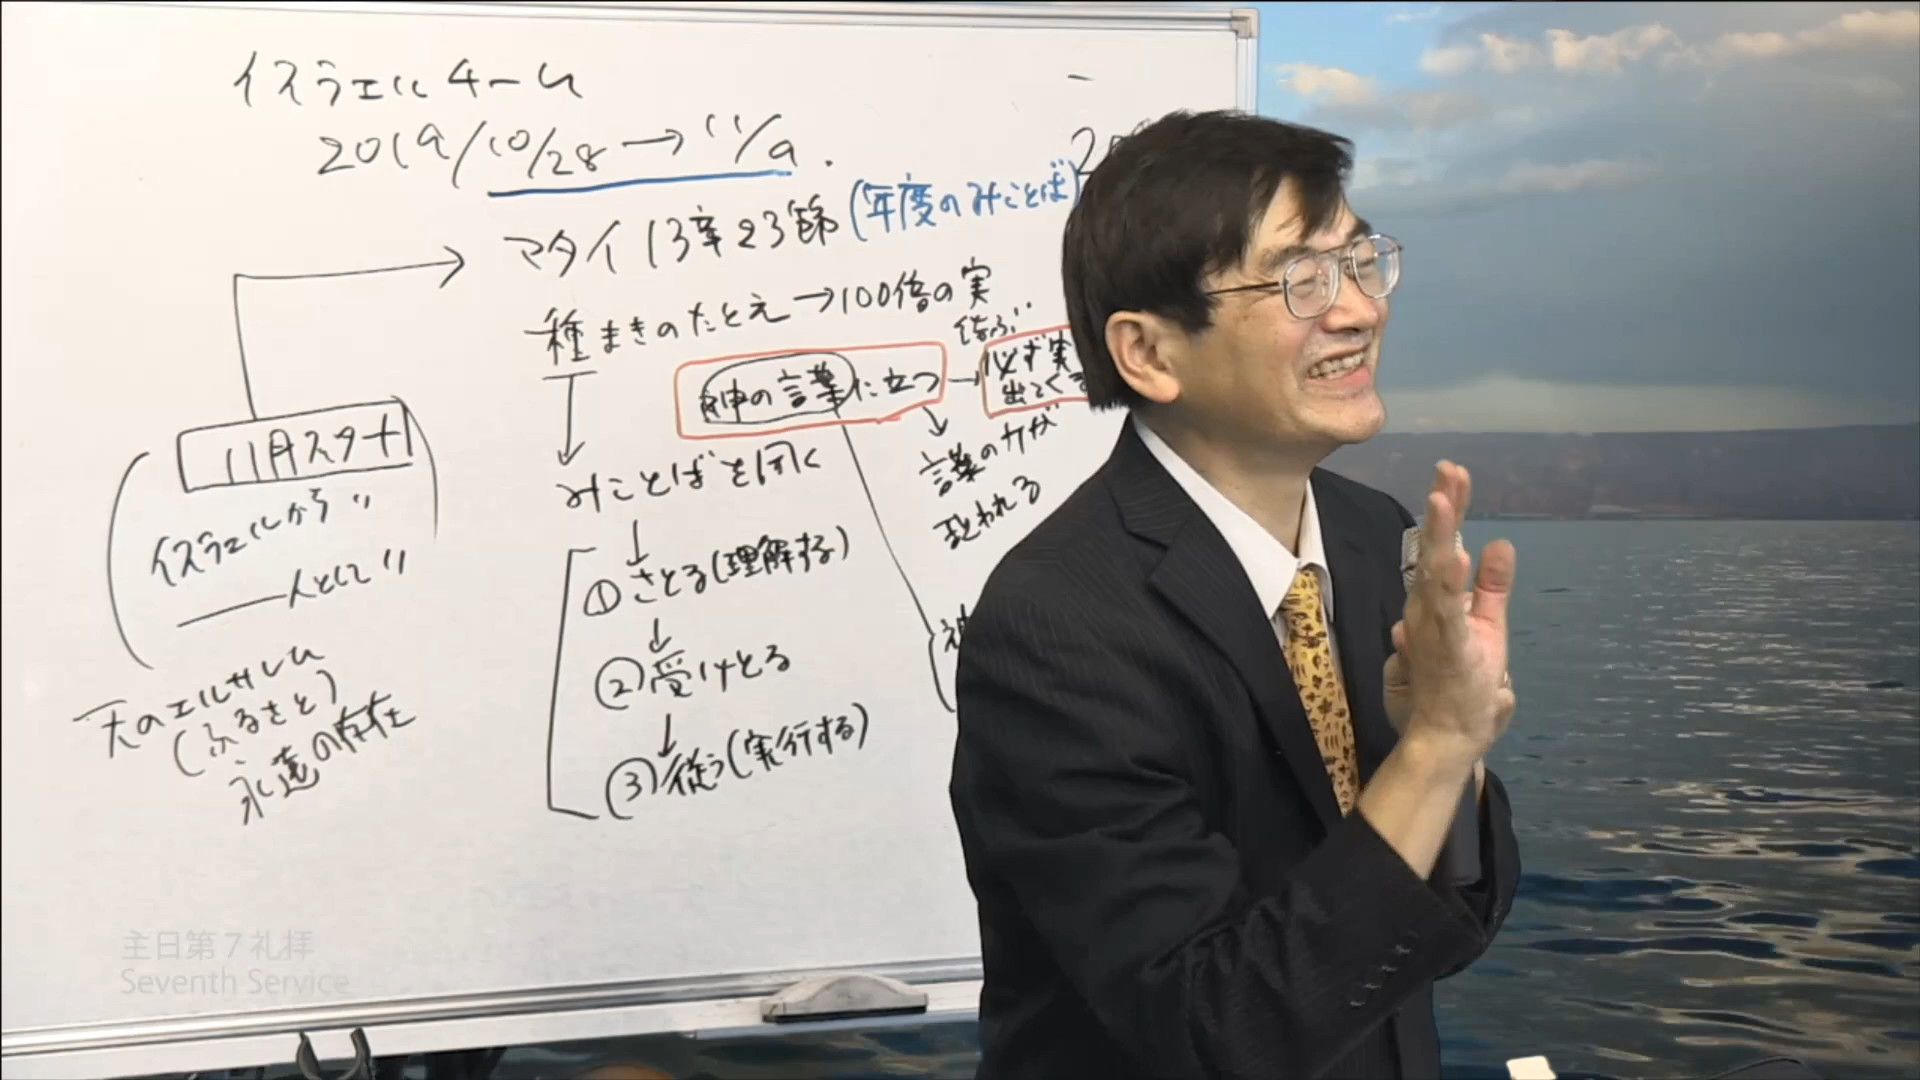 イスラエルチーム
2019/10/28→11/9.
マタイ13章23節(年度のみことば)
種まきのたとえ→100倍の実
神の言葉に立つ→
必ず実
出てくる
言葉の力が
現われる
みことばを聞く
①さとる(理解する)
②受けとる
③従う(実行する)
11月スタート
イスラエルから〃
人として〃
天のエルサレム
(ふるさと)
永遠の存在
主日第7礼拝
Seventh Service